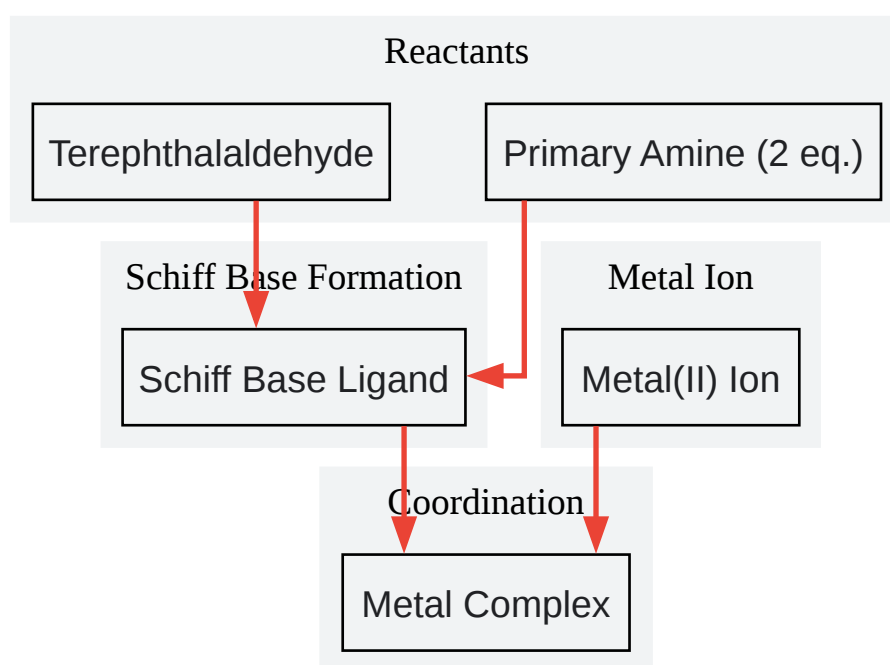 Reactants
Terephthalaldehyde
Primary Amine (2 eq.)
Schiff Base Formation
Metal Ion
Schiff Base Ligand
Metal(II) Ion
Coordination
Metal Complex